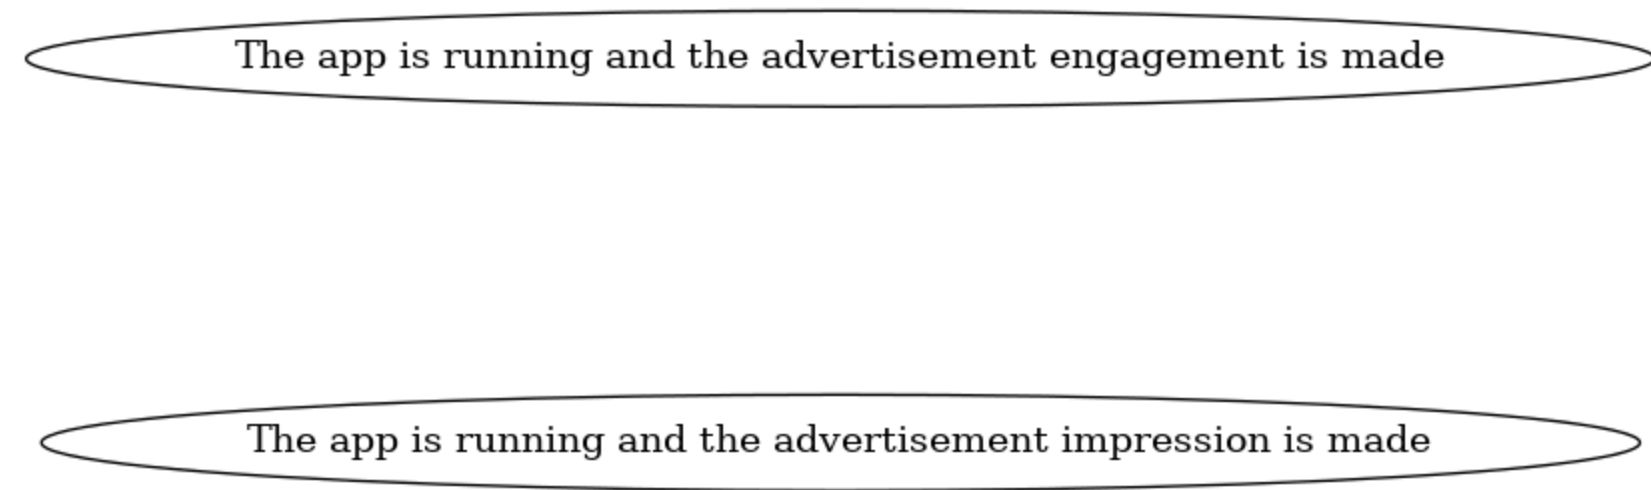 The app is running and the advertisement engagement is made
The app is running and the advertisement impression is made